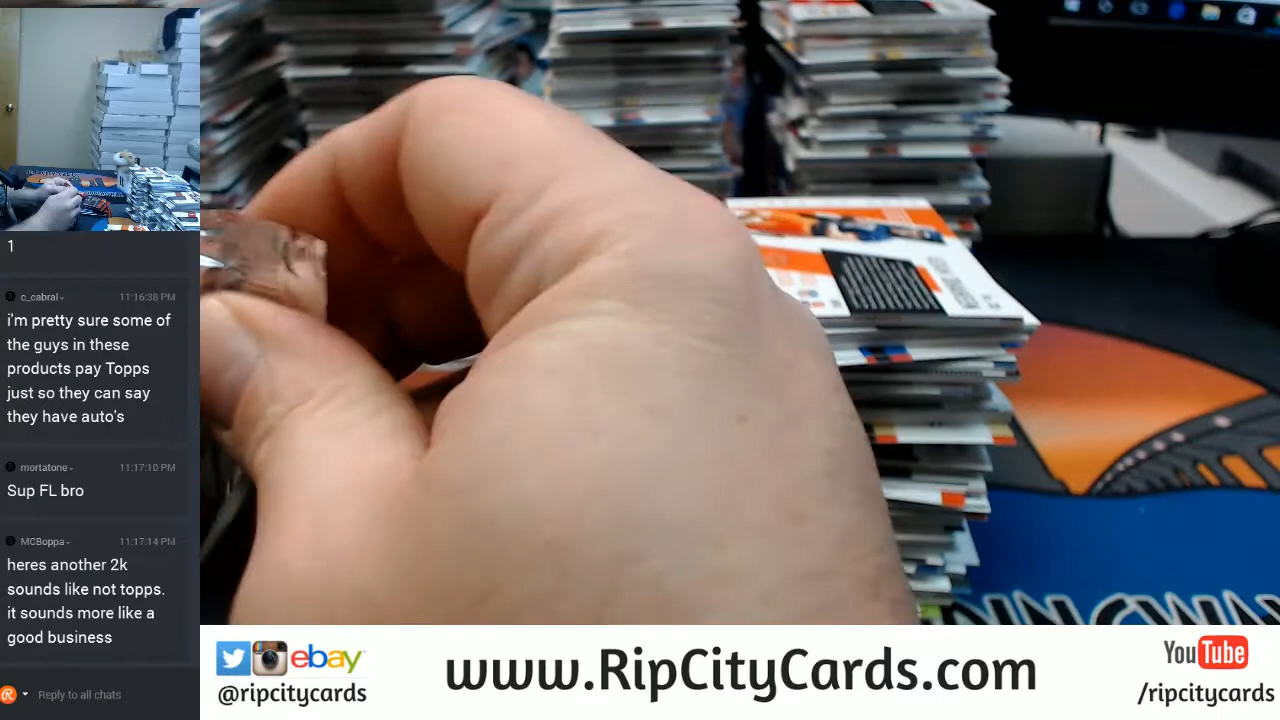 1
c_cabral
11:16:38 PM
i'm pretty sure some of
the guys in these
products pay Topps
just so they can say
they have auto's
mortatone
11:17:10 PM
Sup FL bro
MCBoppa
11:17:14 PM
heres another 2k
sounds like not topps.
it sounds more like a
good business
Reply to all chats
ebay
@ripcitycards
www.RipCityCards.com
YouTube
/ripcitycards